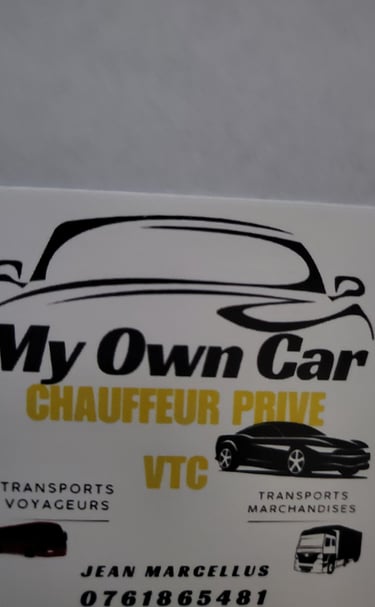 My Own Car
CHAUFFEUR PRIVE
VTC
TRANSPORTS
VOYAGEURS
TRANSPORTS
MARCHANDISES
JEAN MARCELLUS
0761865481